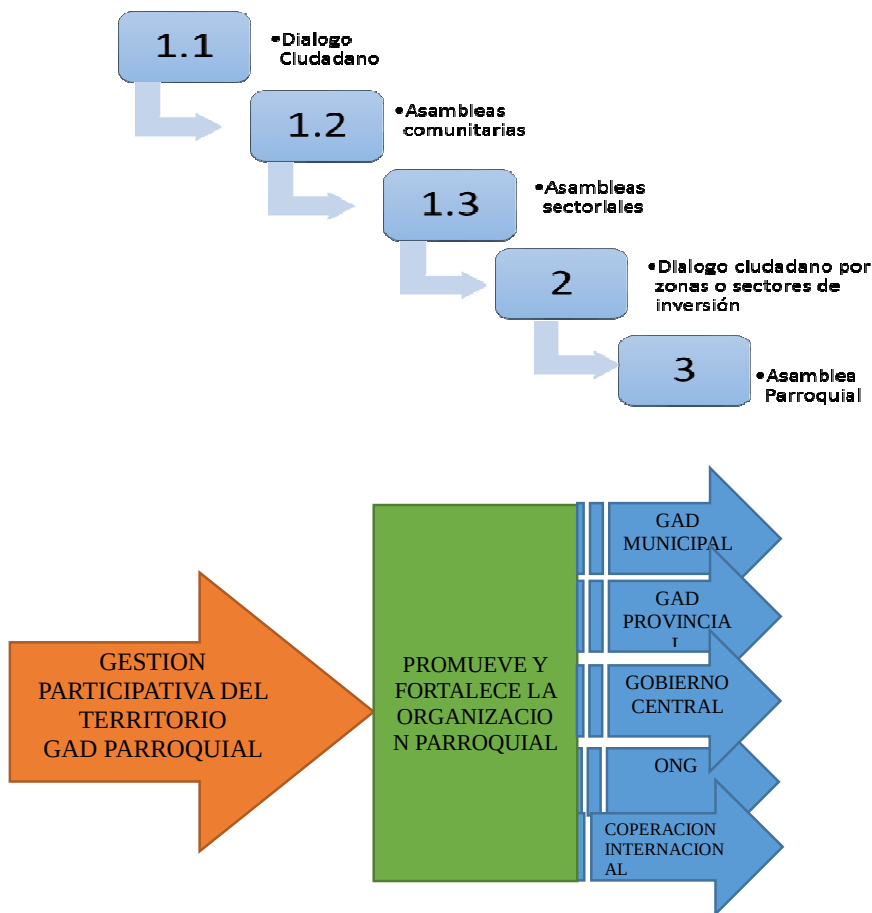 1.1
•Dialogo
Ciudadano
1.2
•Asambleas
comunitarias
1.3
•Asambleas
sectoriales
2
•Dialogo ciudadano por
zonas o sectores de
inversión
3
•Asamblea
Parroquial
GESTION
PARTICIPATIVA DEL
TERRITORIO
GAD PARROQUIAL
PROMUEVE Y
FORTALECE LA
ORGANIZACIO
N PARROQUIAL
GAD
MUNICIPAL
GAD
PROVINCIA
L
GOBIERNO
CENTRAL
ONG
COPERACION
INTERNACION
AL